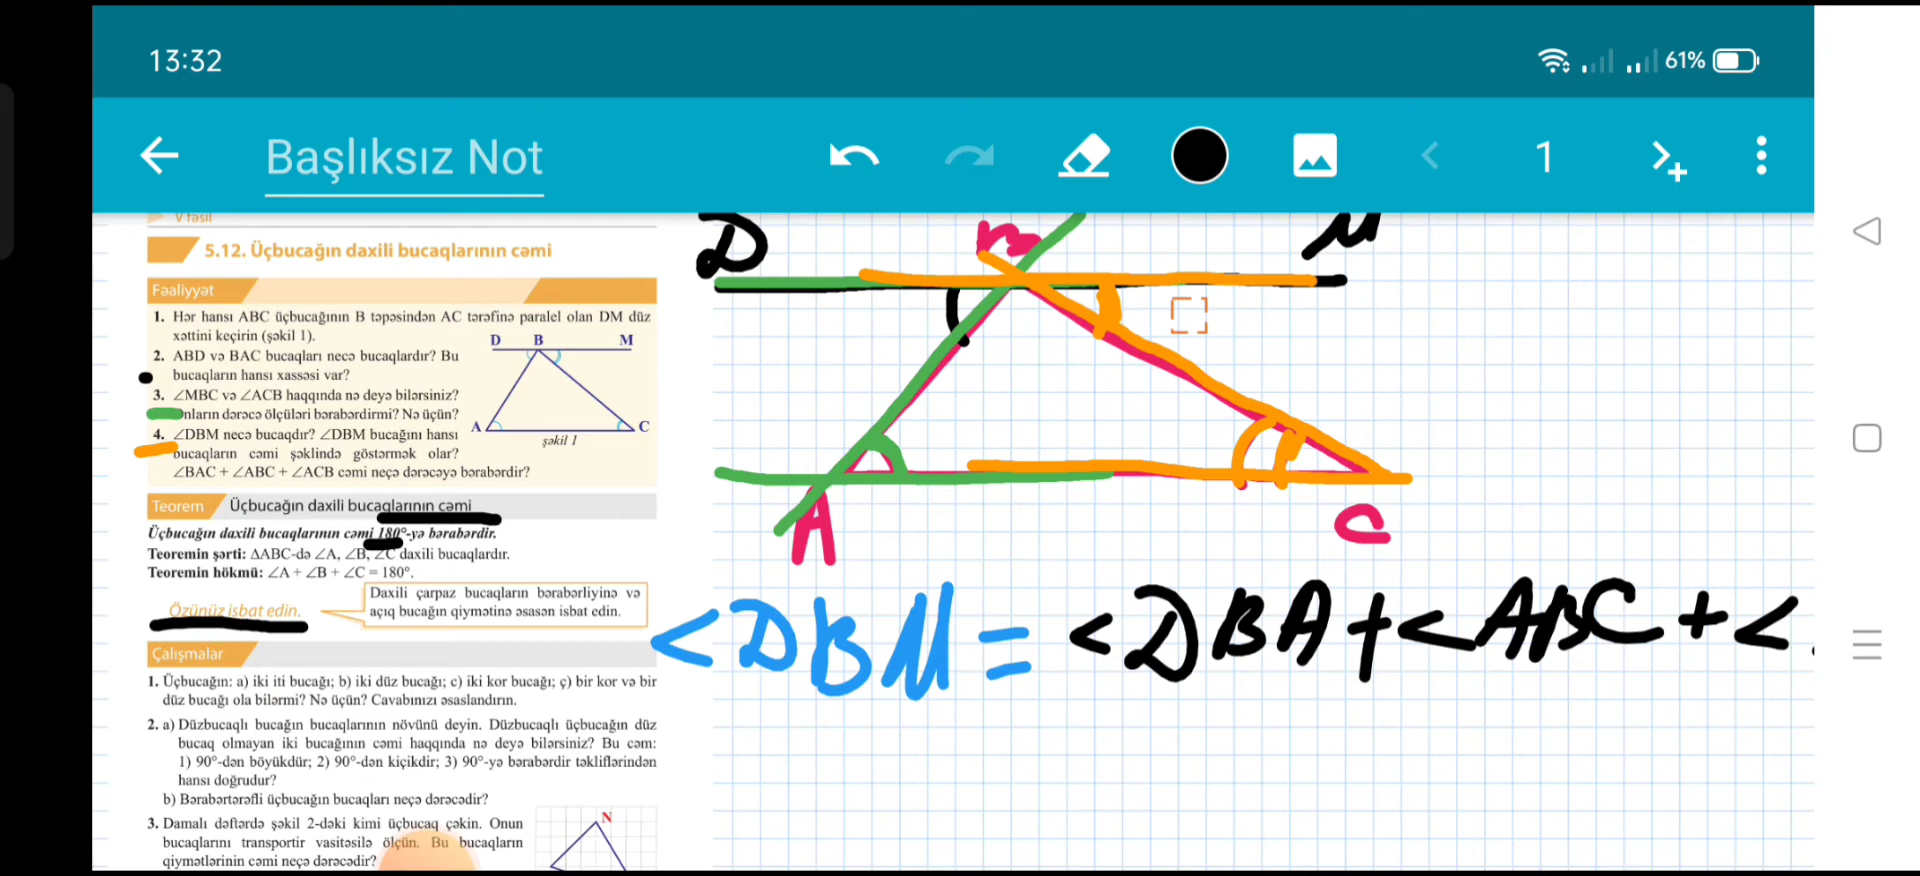 13:32
61%
Başlıksız Not
1
V fəsil
5.12. Üçbucağın daxili bucaqlarının cəmi
Fəaliyyət
1. Hər hansı ABC üçbucağının B təpəsindən AC tərəfinə paralel olan DM düz
xəttini keçirin (şəkil 1).
2. ABD və BAC bucaqları necə bucaqlardır? Bu
bucaqların hansı xassəsi var?
3. ∠MBC və ∠ACB haqqında nə deyə bilərsiniz?
nların dərəcə ölçüləri bərabərdirmi? Nə üçün?
4. ∠DBM necə bucaqdır? ∠DBM bucağını hansı
bucaqların cəmi şəklində göstərmək olar?
∠BAC + ∠ABC + ∠ACB cəmi neçə dərəcəyə bərabərdir?
D B M
A C
şəkil 1
Teorem Üçbucağın daxili bucaqlarının cəmi
Üçbucağın daxili bucaqlarının cəmi 180°-yə bərabərdir.
Teoremin şərti: ΔABC-də ∠A, ∠B, ∠C daxili bucaqlardır.
Teoremin hökmü: ∠A + ∠B + ∠C = 180°.
Özünüz isbat edin.
Daxili çarpaz bucaqların bərabərliyinə və
açıq bucağın qiymətinə əsasən isbat edin.
Çalışmalar
1. Üçbucağın: a) iki iti bucağı; b) iki düz bucağı; c) iki kor bucağı; ç) bir kor və bir
düz bucağı ola bilərmi? Nə üçün? Cavabınızı əsaslandırın.
2. a) Düzbucaqlı bucağın bucaqlarının növünü deyin. Düzbucaqlı üçbucağın düz
bucaq olmayan iki bucağının cəmi haqqında nə deyə bilərsiniz? Bu cəm:
1) 90°-dən böyükdür; 2) 90°-dən kiçikdir; 3) 90°-yə bərabərdir təkliflərindən
hansı doğrudur?
b) Bərabərtərəfli üçbucağın bucaqları neçə dərəcədir?
3. Damalı dəftərdə şəkil 2-dəki kimi üçbucaq çəkin. Onun
bucaqlarını transportir vasitəsilə ölçün. Bu bucaqların
qiymətlərinin cəmi neçə dərəcədir?
N
D B M
A C
<DBM = <DBA + <ABC + <